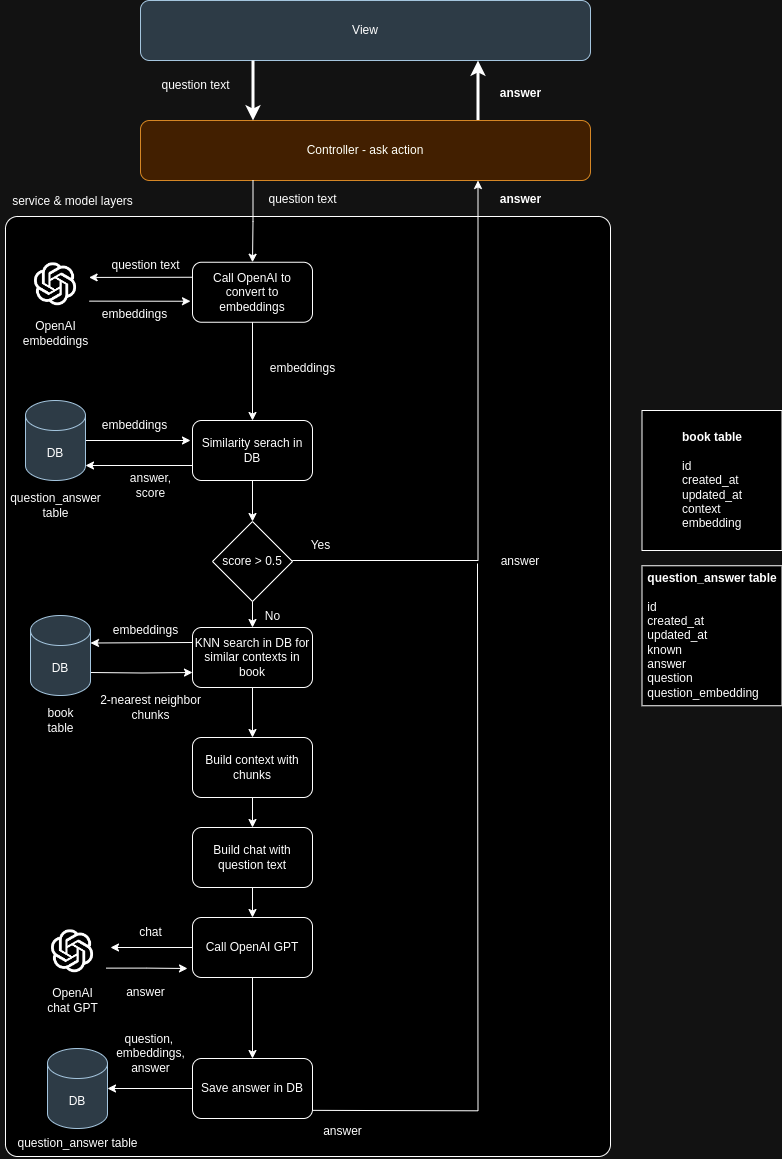 View
question text
answer
Controller - ask action
service & model layers
question text
answer
question text
Call OpenAI to
convert to
embeddings
embeddings
OpenAI
embeddings
embeddings
DB
embeddings
Similarity serach in
DB
answer,
score
question_answer
table
score > 0.5
Yes
answer
No
DB
embeddings
KNN search in DB for
similar contexts in
book
2-nearest neighbor
chunks
book
table
Build context with
chunks
Build chat with
question text
chat
Call OpenAI GPT
answer
OpenAI
chat GPT
question,
embeddings,
answer
DB
Save answer in DB
question_answer table
answer
book table
id
created_at
updated_at
context
embedding
question_answer table
id
created_at
updated_at
known
answer
question
question_embedding